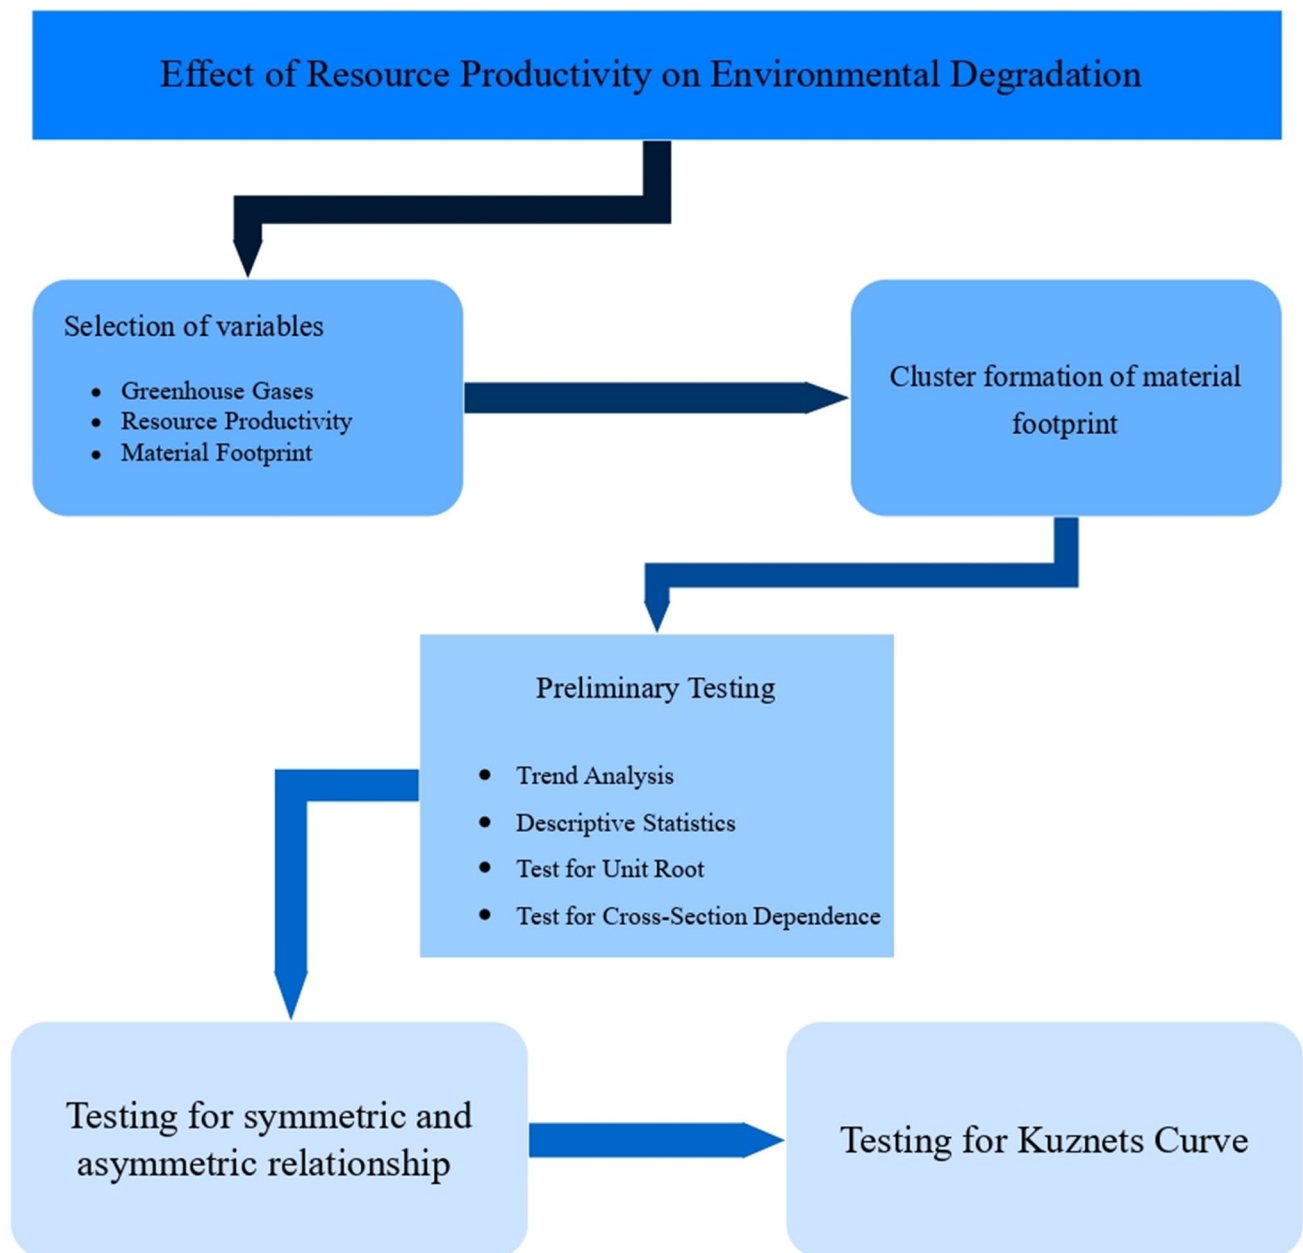 Effect of Resource Productivity on Environmental Degradation
Selection of variables
• Greenhouse Gases
• Resource Productivity
• Material Footprint
Cluster formation of material
footprint
Preliminary Testing
• Trend Analysis
• Descriptive Statistics
• Test for Unit Root
• Test for Cross-Section Dependence
Testing for symmetric and
asymmetric relationship
Testing for Kuznets Curve